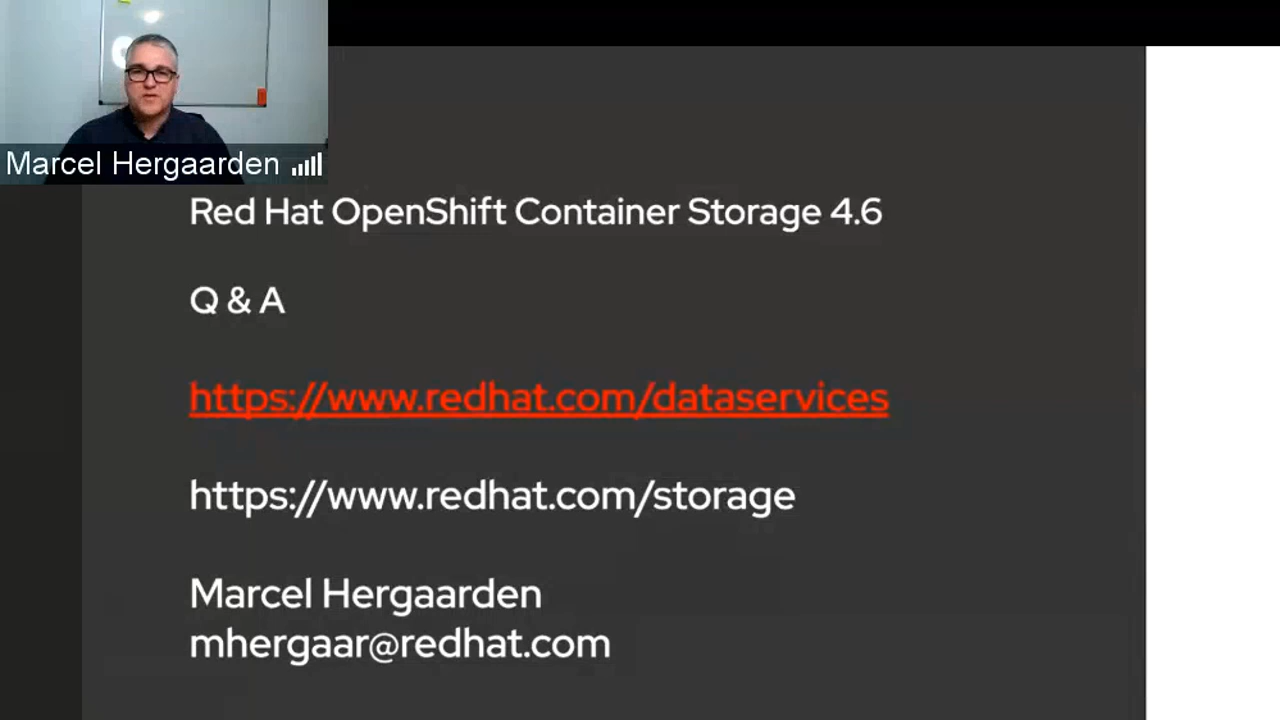 Marcel Hergaarden
Red Hat OpenShift Container Storage 4.6
Q & A
https://www.redhat.com/dataservices
https://www.redhat.com/storage
Marcel Hergaarden
mhergaar@redhat.com